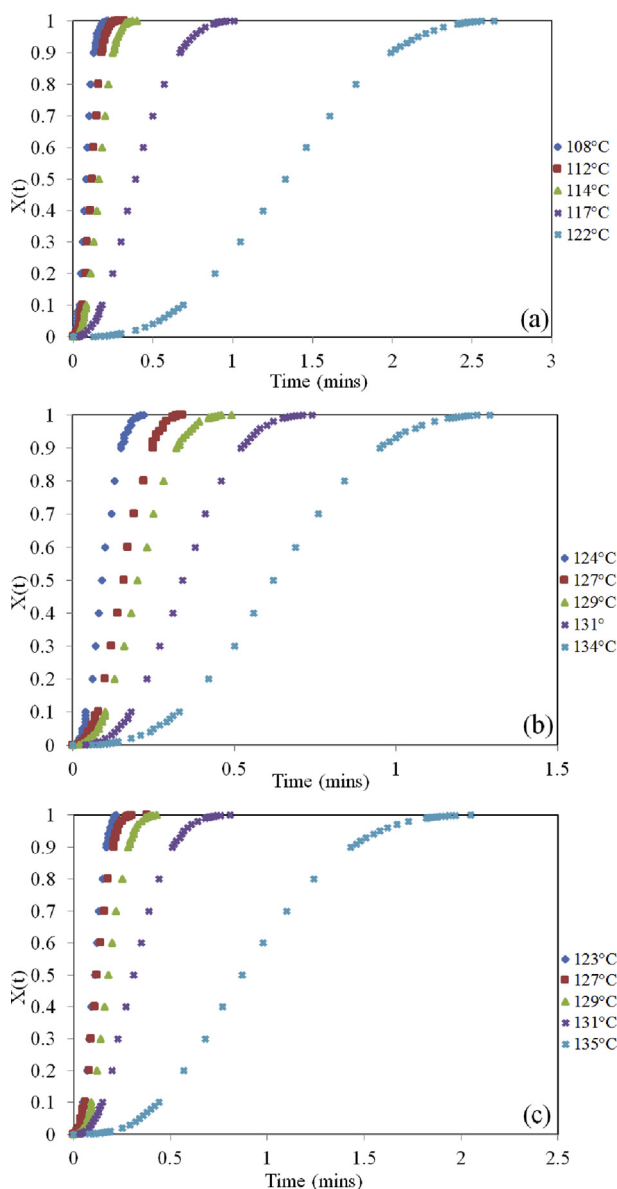 1
0.9
0.8
0.7
0.6
0.5
0.4
0.3
0.2
0.1
0
X(t)
0 0.5 1 1.5 2 2.5 3
Time (mins)
108°C
112°C
114°C
117°C
122°C
(a)
1
0.9
0.8
0.7
0.6
0.5
0.4
0.3
0.2
0.1
0
X(t)
0 0.5 1 1.5
Time (mins)
124°C
127°C
129°C
131°
134°C
(b)
1
0.9
0.8
0.7
0.6
0.5
0.4
0.3
0.2
0.1
0
X(t)
0 0.5 1 1.5 2 2.5
Time (mins)
123°C
127°C
129°C
131°C
135°C
(c)